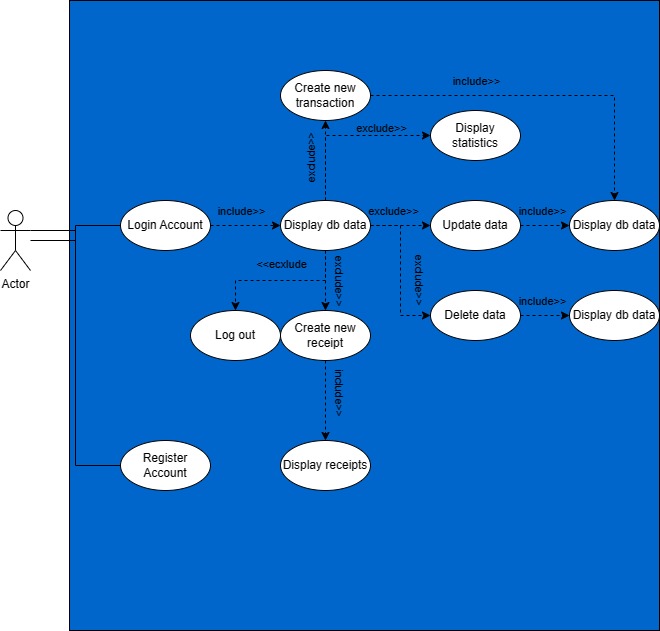 Create new
transaction
include>>
exclude>>
exclude>>
Display
statistics
Actor
Login Account
include>>
Display db data
exclude>>
Update data
include>>
Display db data
<<ecxlude
exclude>>
exclude>>
Log out
Create new
receipt
Delete data
include>>
Display db data
include>>
Register
Account
Display receipts